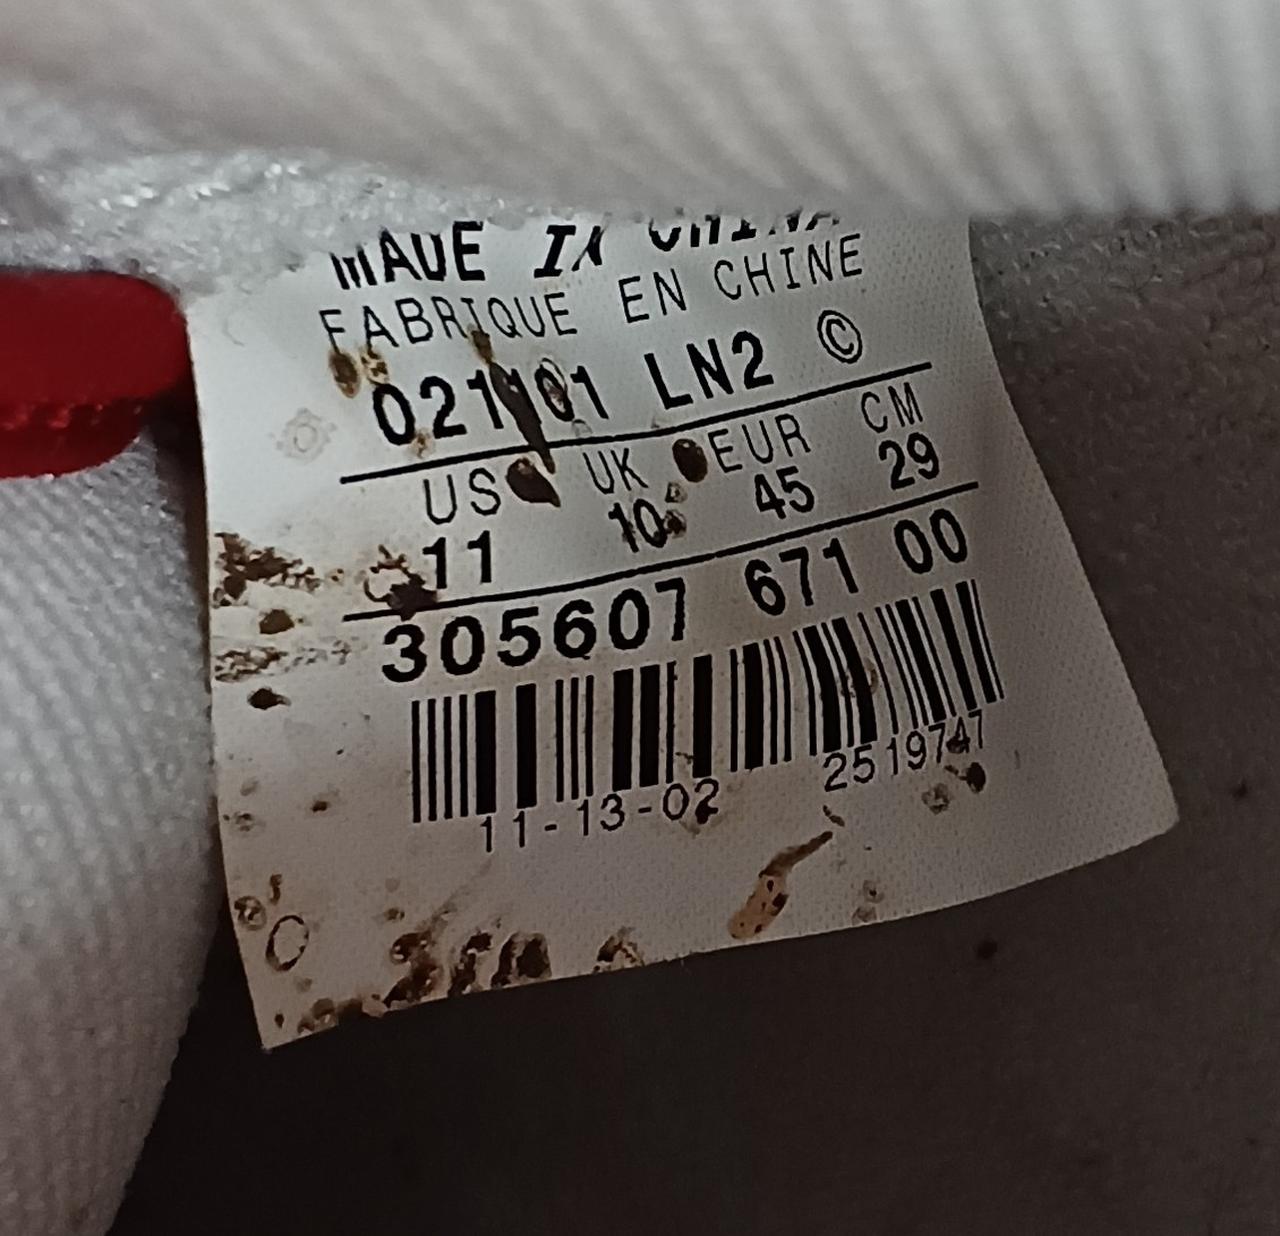 MADE IN CHINA
FABRIQUE EN CHINE
021101 LN2 ©
US UK EUR CM
11 10 45 29
305607 671 00
11-13-02 2519747